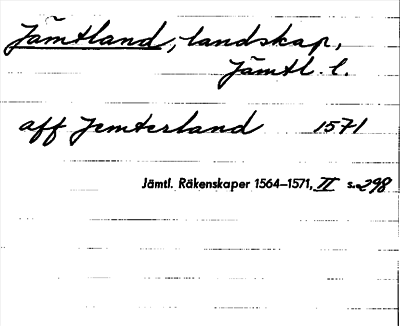 Jämtland, landskap,
Jämtl. l.
aff Jemterland 1571
Jämtl. Räkenskaper 1564–1571, II s. 298